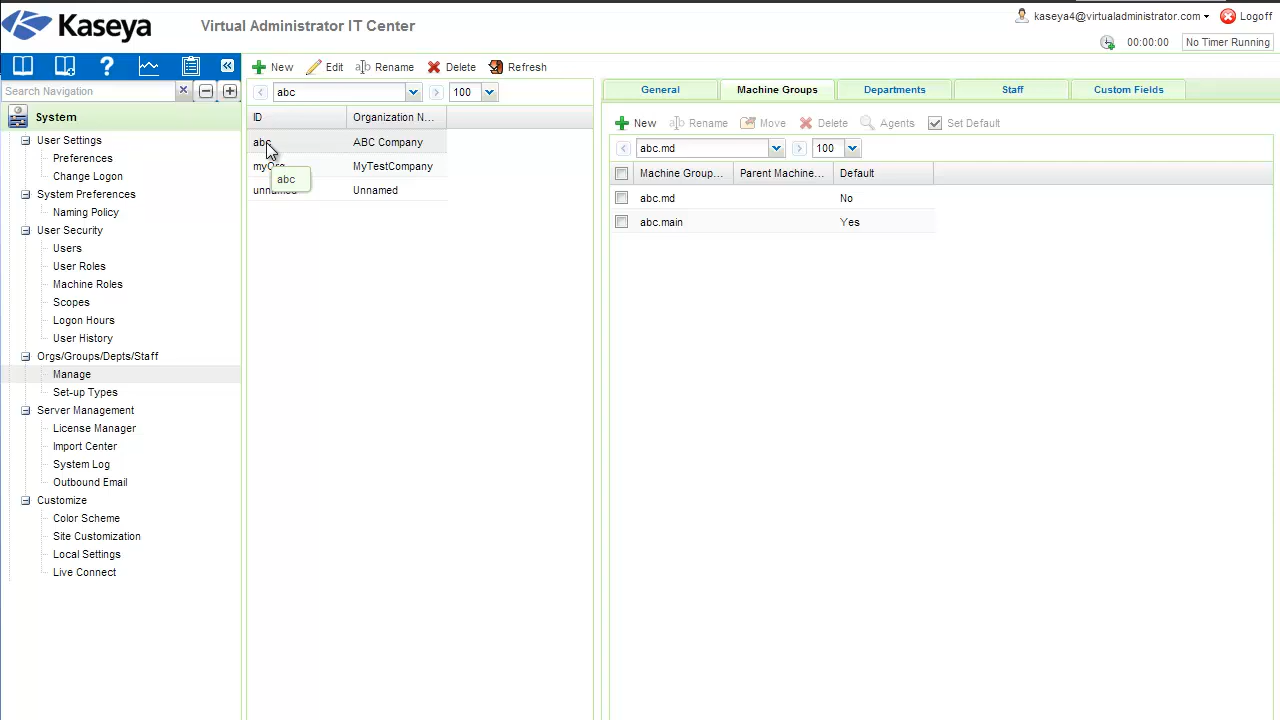 Kaseya
Virtual Administrator IT Center
kaseya4@virtualadministrator.com
Logoff
00:00:00
No Timer Running
Search Navigation
System
User Settings
Preferences
Change Logon
System Preferences
Naming Policy
User Security
Users
User Roles
Machine Roles
Scopes
Logon Hours
User History
Orgs/Groups/Depts/Staff
Manage
Set-up Types
Server Management
License Manager
Import Center
System Log
Outbound Email
Customize
Color Scheme
Site Customization
Local Settings
Live Connect
New Edit Rename Delete Refresh
abc 100
ID Organization N...
abc ABC Company
MyTestCompany
abc
Unnamed
General Machine Groups Departments Staff Custom Fields
New Rename Move Delete Agents Set Default
abc.md 100
Machine Group... Parent Machine... Default
abc.md No
abc.main Yes